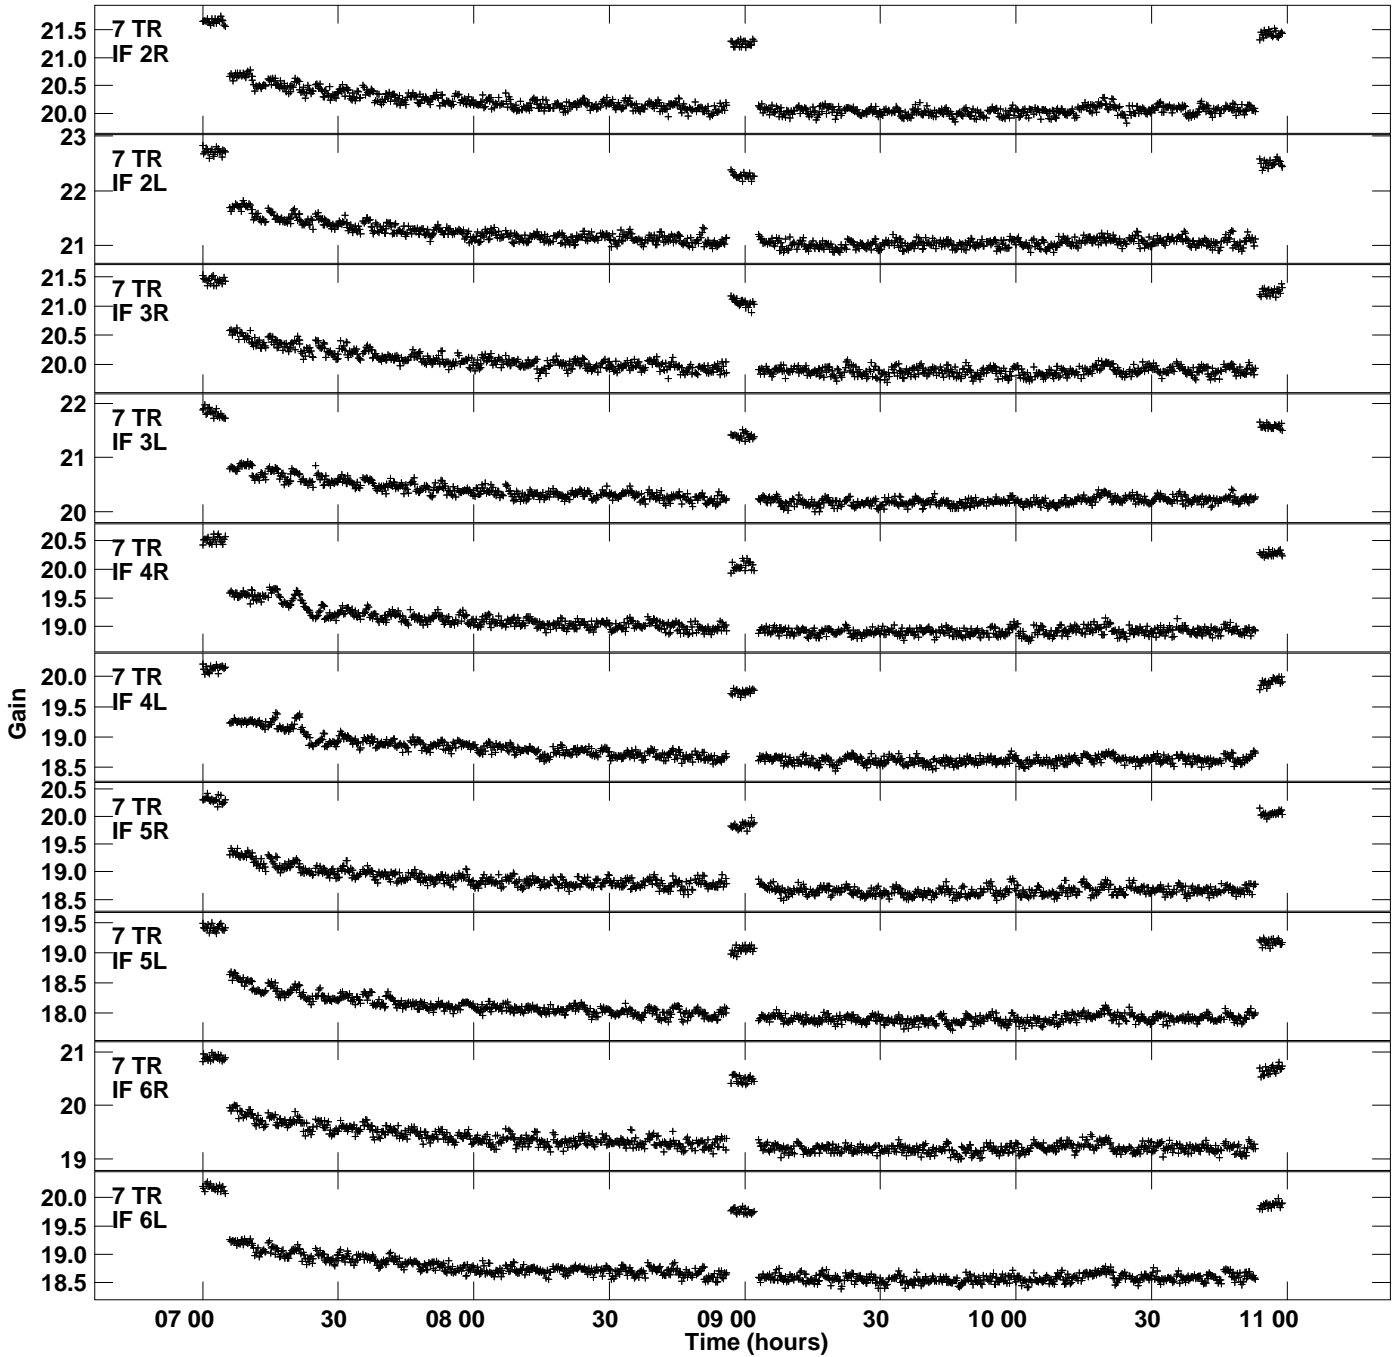 Gain
7 TR
IF 2R
21.5
21.0
20.5
20.0
7 TR
IF 2L
23
22
21
7 TR
IF 3R
21.5
21.0
20.5
20.0
7 TR
IF 3L
22
21
20
7 TR
IF 4R
20.5
20.0
19.5
19.0
7 TR
IF 4L
20.0
19.5
19.0
18.5
7 TR
IF 5R
20.5
20.0
19.5
19.0
18.5
7 TR
IF 5L
19.5
19.0
18.5
18.0
7 TR
IF 6R
21
20
19
7 TR
IF 6L
20.0
19.5
19.0
18.5
07 00 30 08 00 30 09 00 30 10 00 30 11 00
Time (hours)